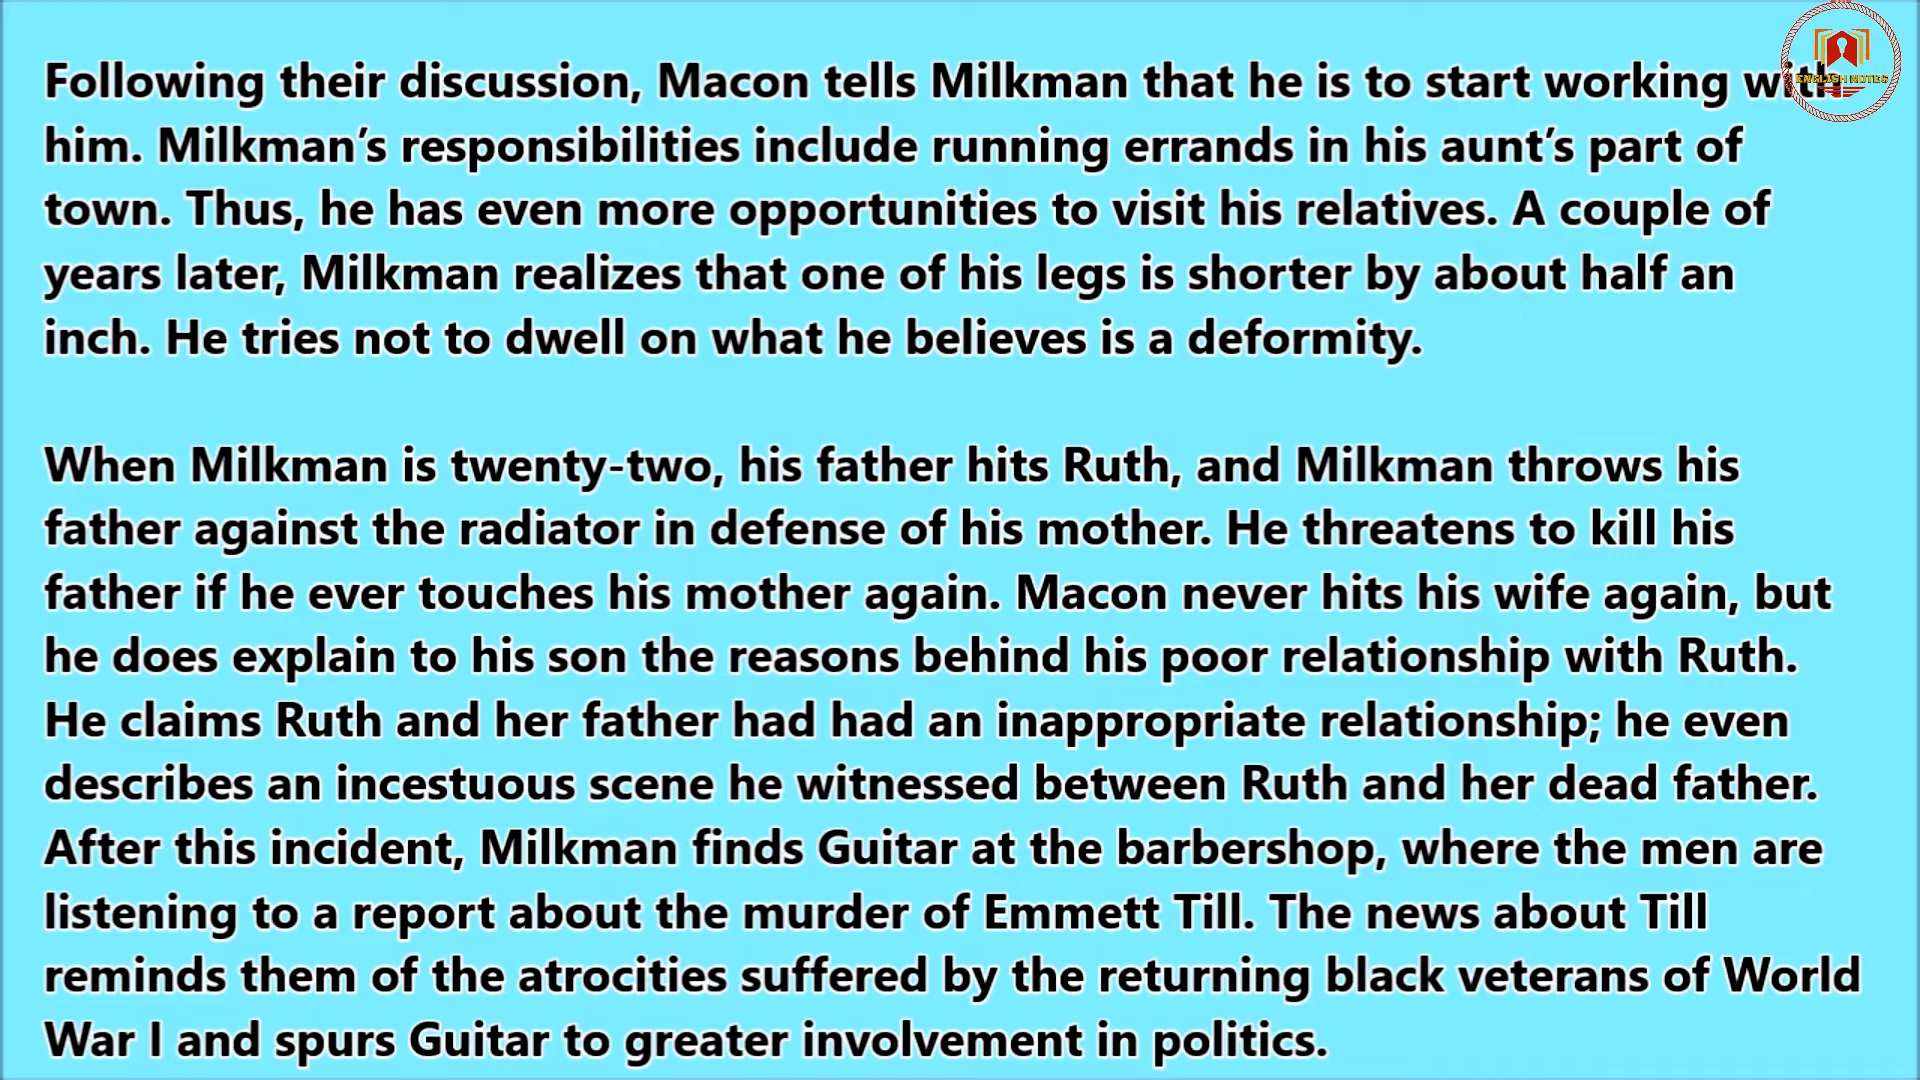 Following their discussion, Macon tells Milkman that he is to start working with
him. Milkman’s responsibilities include running errands in his aunt’s part of
town. Thus, he has even more opportunities to visit his relatives. A couple of
years later, Milkman realizes that one of his legs is shorter by about half an
inch. He tries not to dwell on what he believes is a deformity.
When Milkman is twenty-two, his father hits Ruth, and Milkman throws his
father against the radiator in defense of his mother. He threatens to kill his
father if he ever touches his mother again. Macon never hits his wife again, but
he does explain to his son the reasons behind his poor relationship with Ruth.
He claims Ruth and her father had had an inappropriate relationship; he even
describes an incestuous scene he witnessed between Ruth and her dead father.
After this incident, Milkman finds Guitar at the barbershop, where the men are
listening to a report about the murder of Emmett Till. The news about Till
reminds them of the atrocities suffered by the returning black veterans of World
War I and spurs Guitar to greater involvement in politics.
ENGLISH NOTES